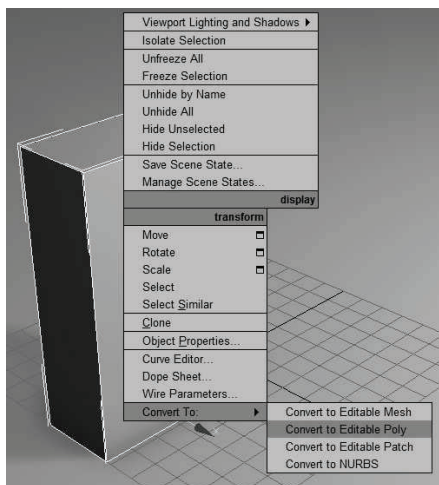 Viewport Lighting and Shadows
Isolate Selection
Unfreeze All
Freeze Selection
Unhide by Name
Unhide All
Hide Unselected
Hide Selection
Save Scene State...
Manage Scene States...
display
transform
Move
Rotate
Scale
Select
Select Similar
Clone
Object Properties...
Curve Editor...
Dope Sheet...
Wire Parameters...
Convert To:
Convert to Editable Mesh
Convert to Editable Poly
Convert to Editable Patch
Convert to NURBS